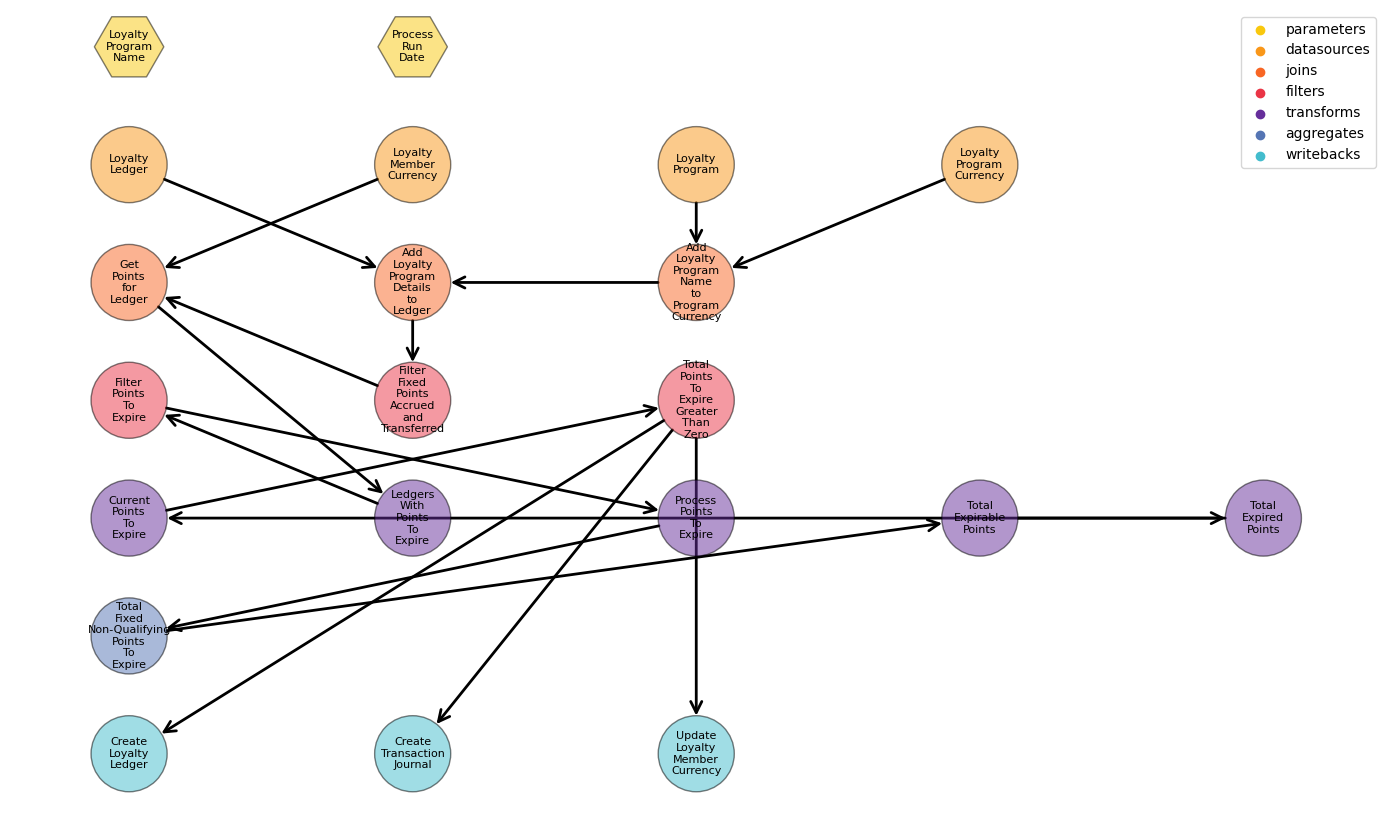 Loyalty
Program
Name
Process
Run
Date
parameters
datasources
joins
filters
transforms
aggregates
writebacks
Loyalty
Ledger
Loyalty
Member
Currency
Loyalty
Program
Loyalty
Program
Currency
Get
Points
for
Ledger
Add
Loyalty
Program
Details
to
Ledger
Add
Loyalty
Program
Name
to
Program
Currency
Filter
Points
To
Expire
Filter
Fixed
Points
Accrued
and
Transferred
Total
Points
To
Expire
Greater
Than
Zero
Current
Points
To
Expire
Ledgers
With
Points
To
Expire
Process
Points
To
Expire
Total
Expirable
Points
Total
Expired
Points
Total
Fixed
Non-Qualifying
Points
To
Expire
Create
Loyalty
Ledger
Create
Transaction
Journal
Update
Loyalty
Member
Currency